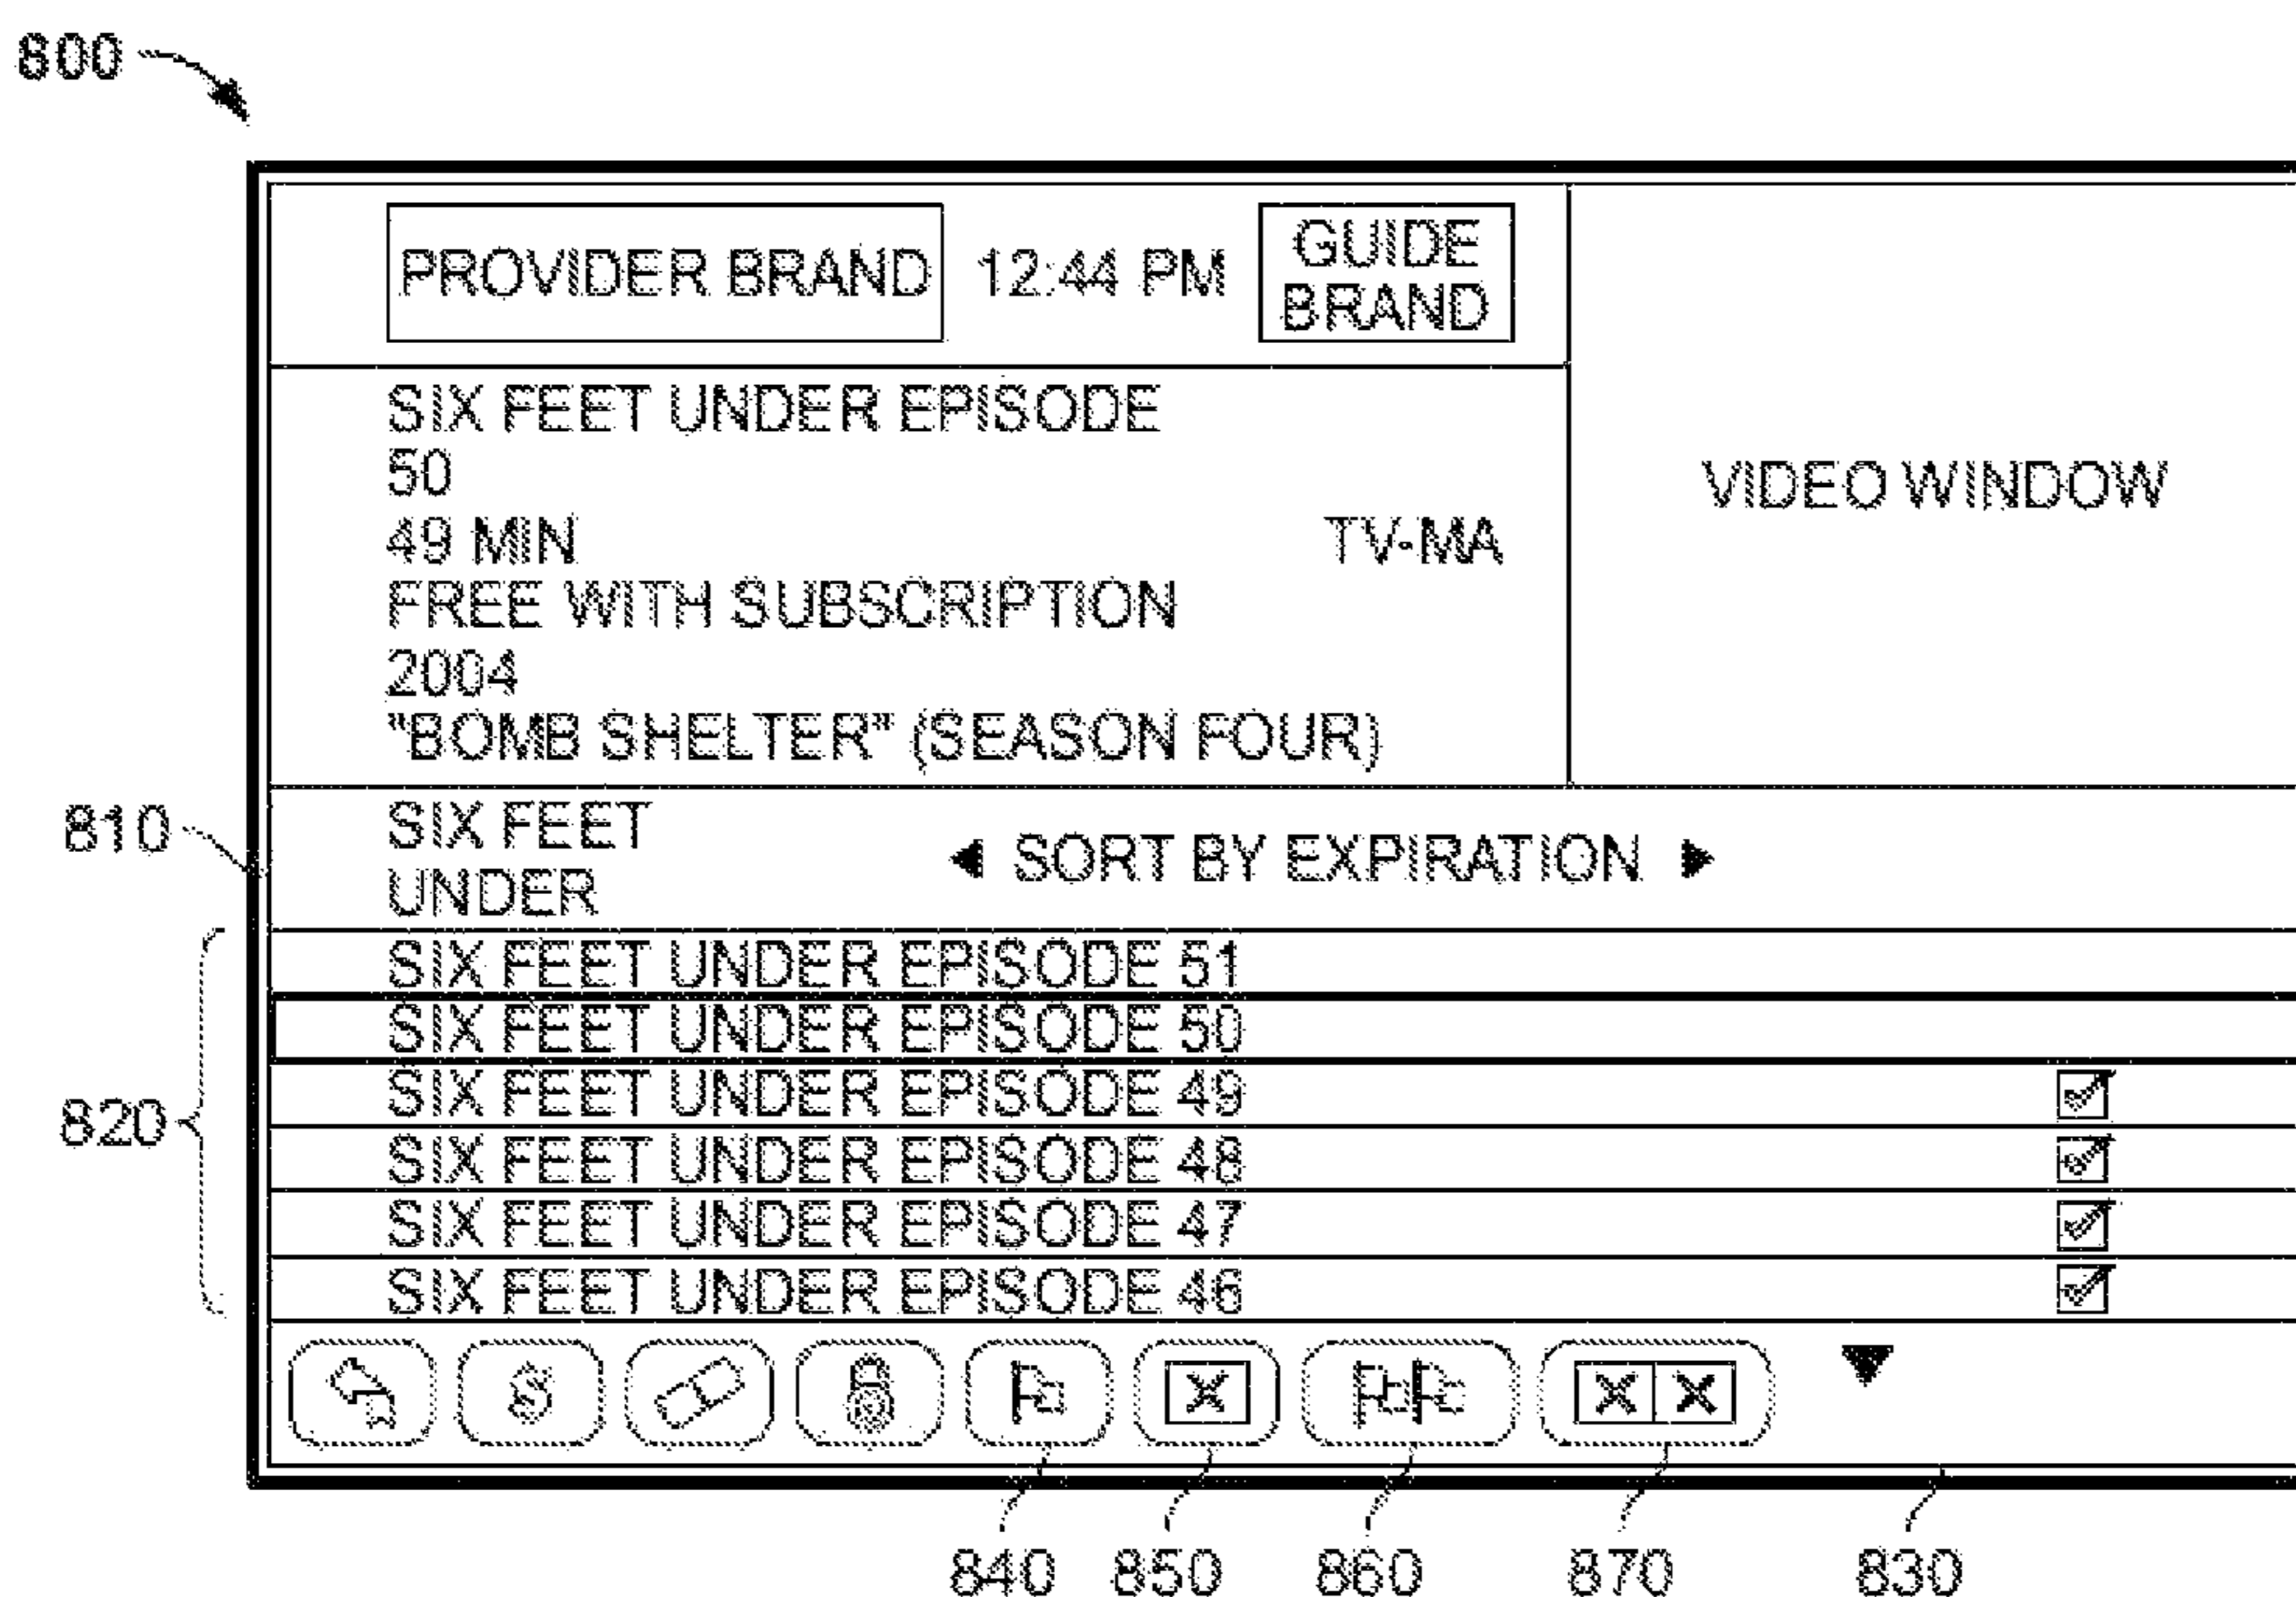 800
PROVIDER BRAND 12:44 PM GUIDE BRAND
SIX FEET UNDER EPISODE
50
49 MIN TV-MA
FREE WITH SUBSCRIPTION
2004
"BOMB SHELTER" (SEASON FOUR)
VIDEO WINDOW
810
SIX FEET
UNDER
SORT BY EXPIRATION
820
SIX FEET UNDER EPISODE 51
SIX FEET UNDER EPISODE 50
SIX FEET UNDER EPISODE 49
SIX FEET UNDER EPISODE 48
SIX FEET UNDER EPISODE 47
SIX FEET UNDER EPISODE 46
840 850 860 870 830